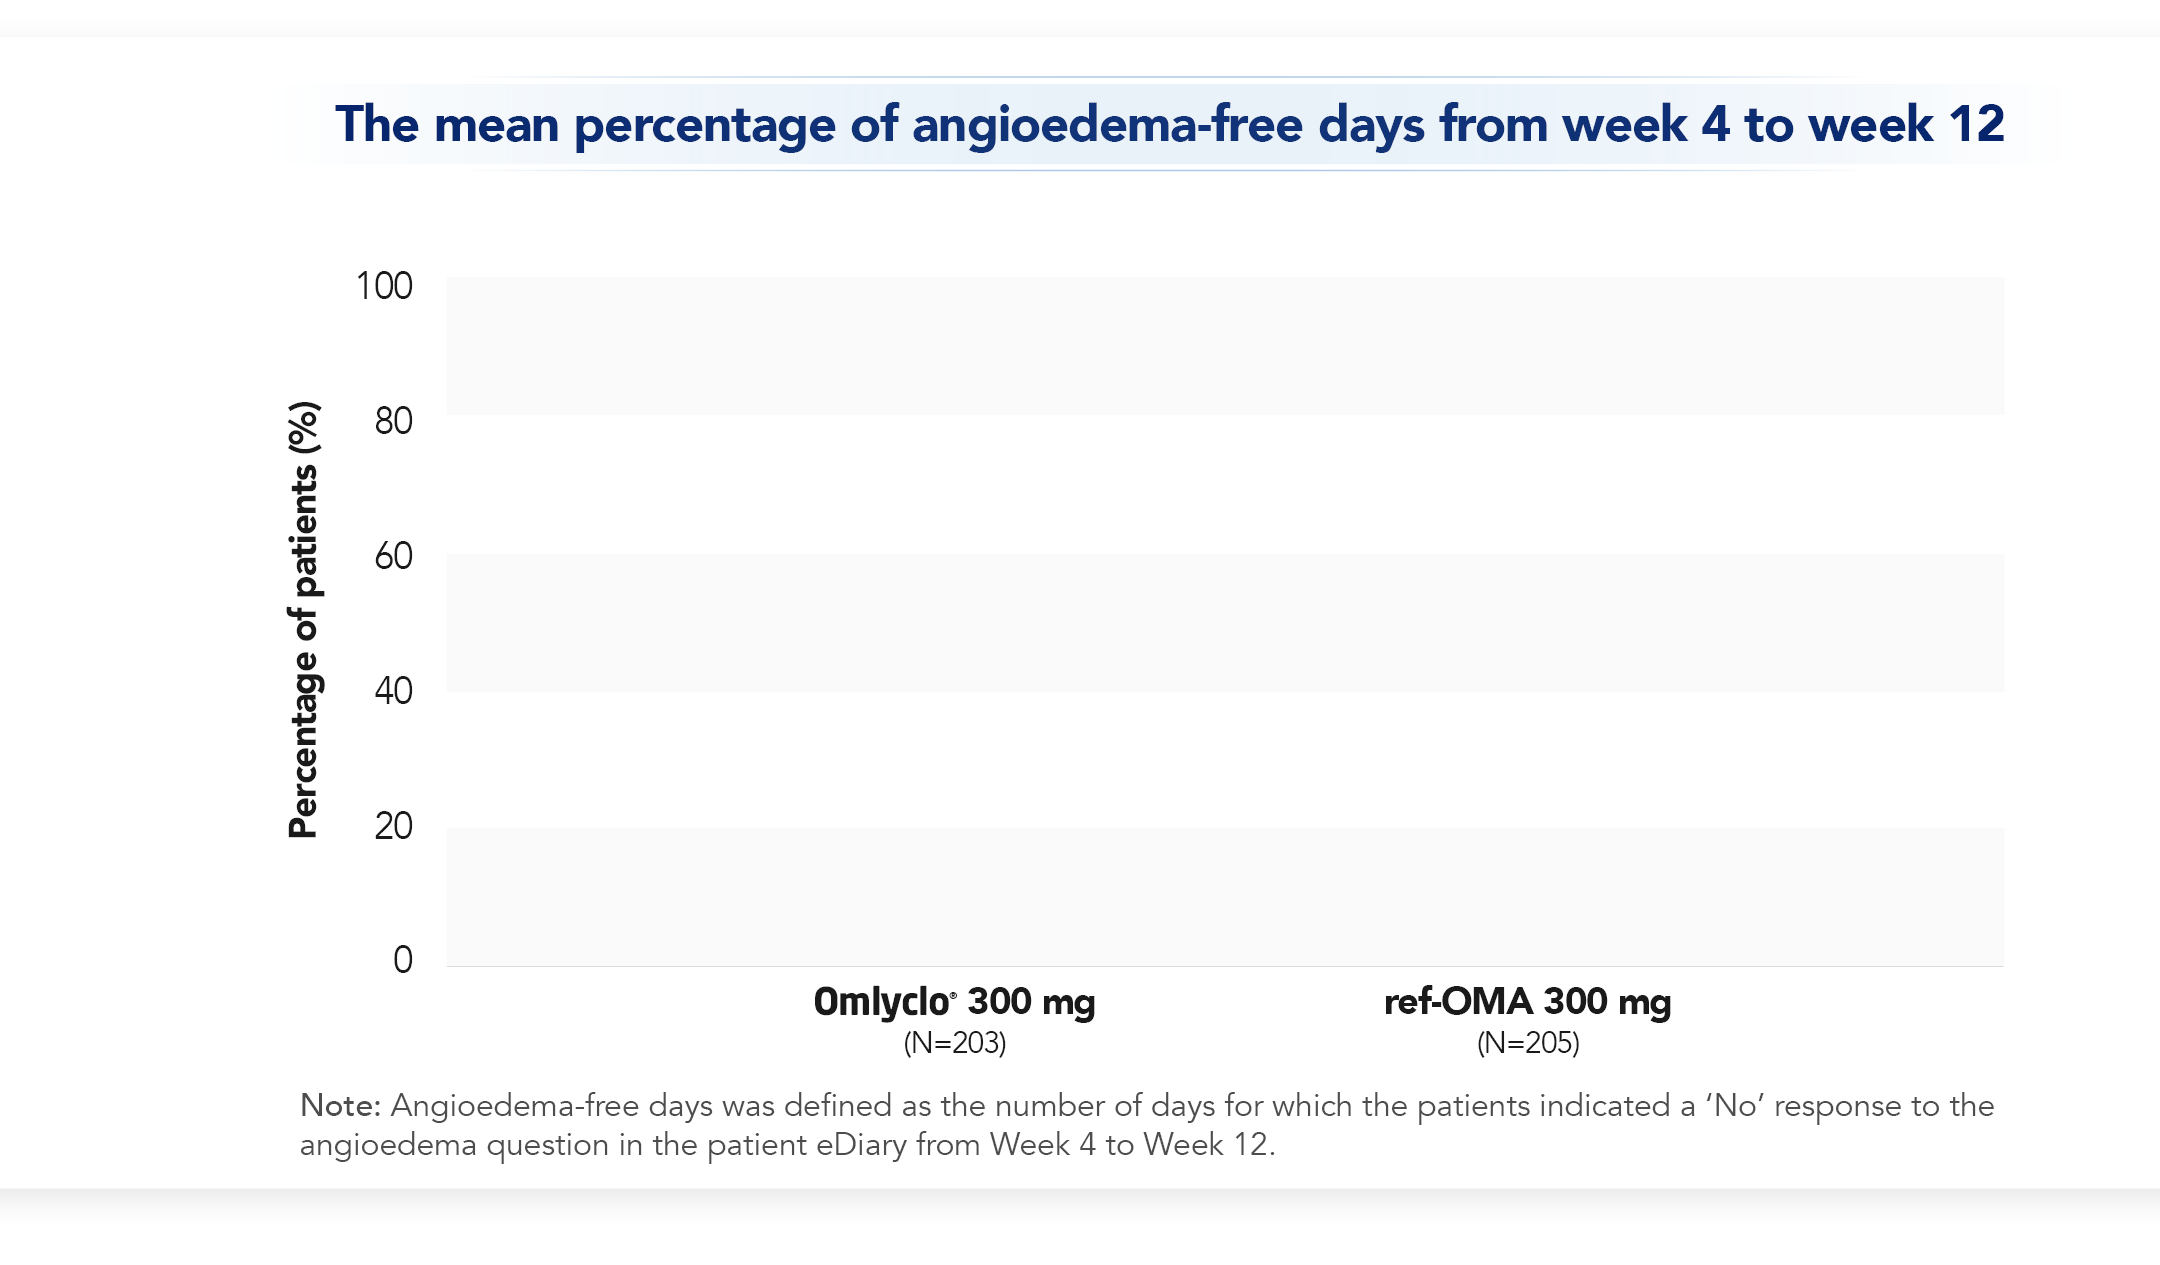 The mean percentage of angioedema-free days from week 4 to week 12
Percentage of patients (%)
100
80
60
40
20
0
Omlyclo® 300 mg
(N=203)
ref-OMA 300 mg
(N=205)
Note: Angioedema-free days was defined as the number of days for which the patients indicated a ‘No’ response to the
angioedema question in the patient eDiary from Week 4 to Week 12.